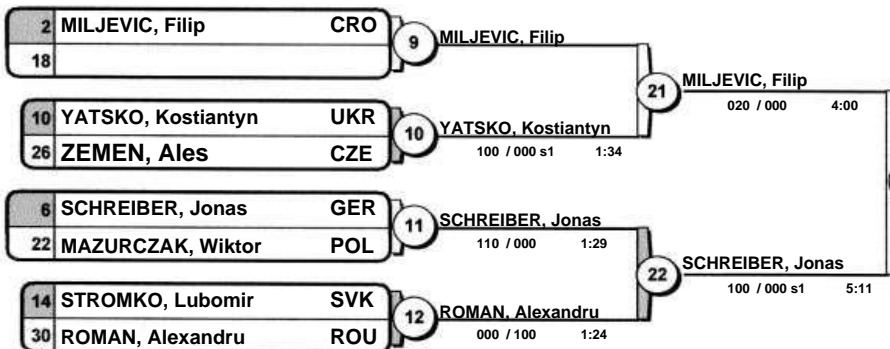 2 MILJEVIC, Filip CRO
18
9
MILJEVIC, Filip
10 YATSKO, Kostiantyn UKR
26 ZEMEN, Ales CZE
10
YATSKO, Kostiantyn
100 / 000 s1 1:34
21
MILJEVIC, Filip
020 / 000 4:00
6 SCHREIBER, Jonas GER
22 MAZURCZAK, Wiktor POL
11
SCHREIBER, Jonas
110 / 000 1:29
14 STROMKO, Lubomir SVK
30 ROMAN, Alexandru ROU
12
ROMAN, Alexandru
000 / 100 1:24
22
SCHREIBER, Jonas
100 / 000 s1 5:11